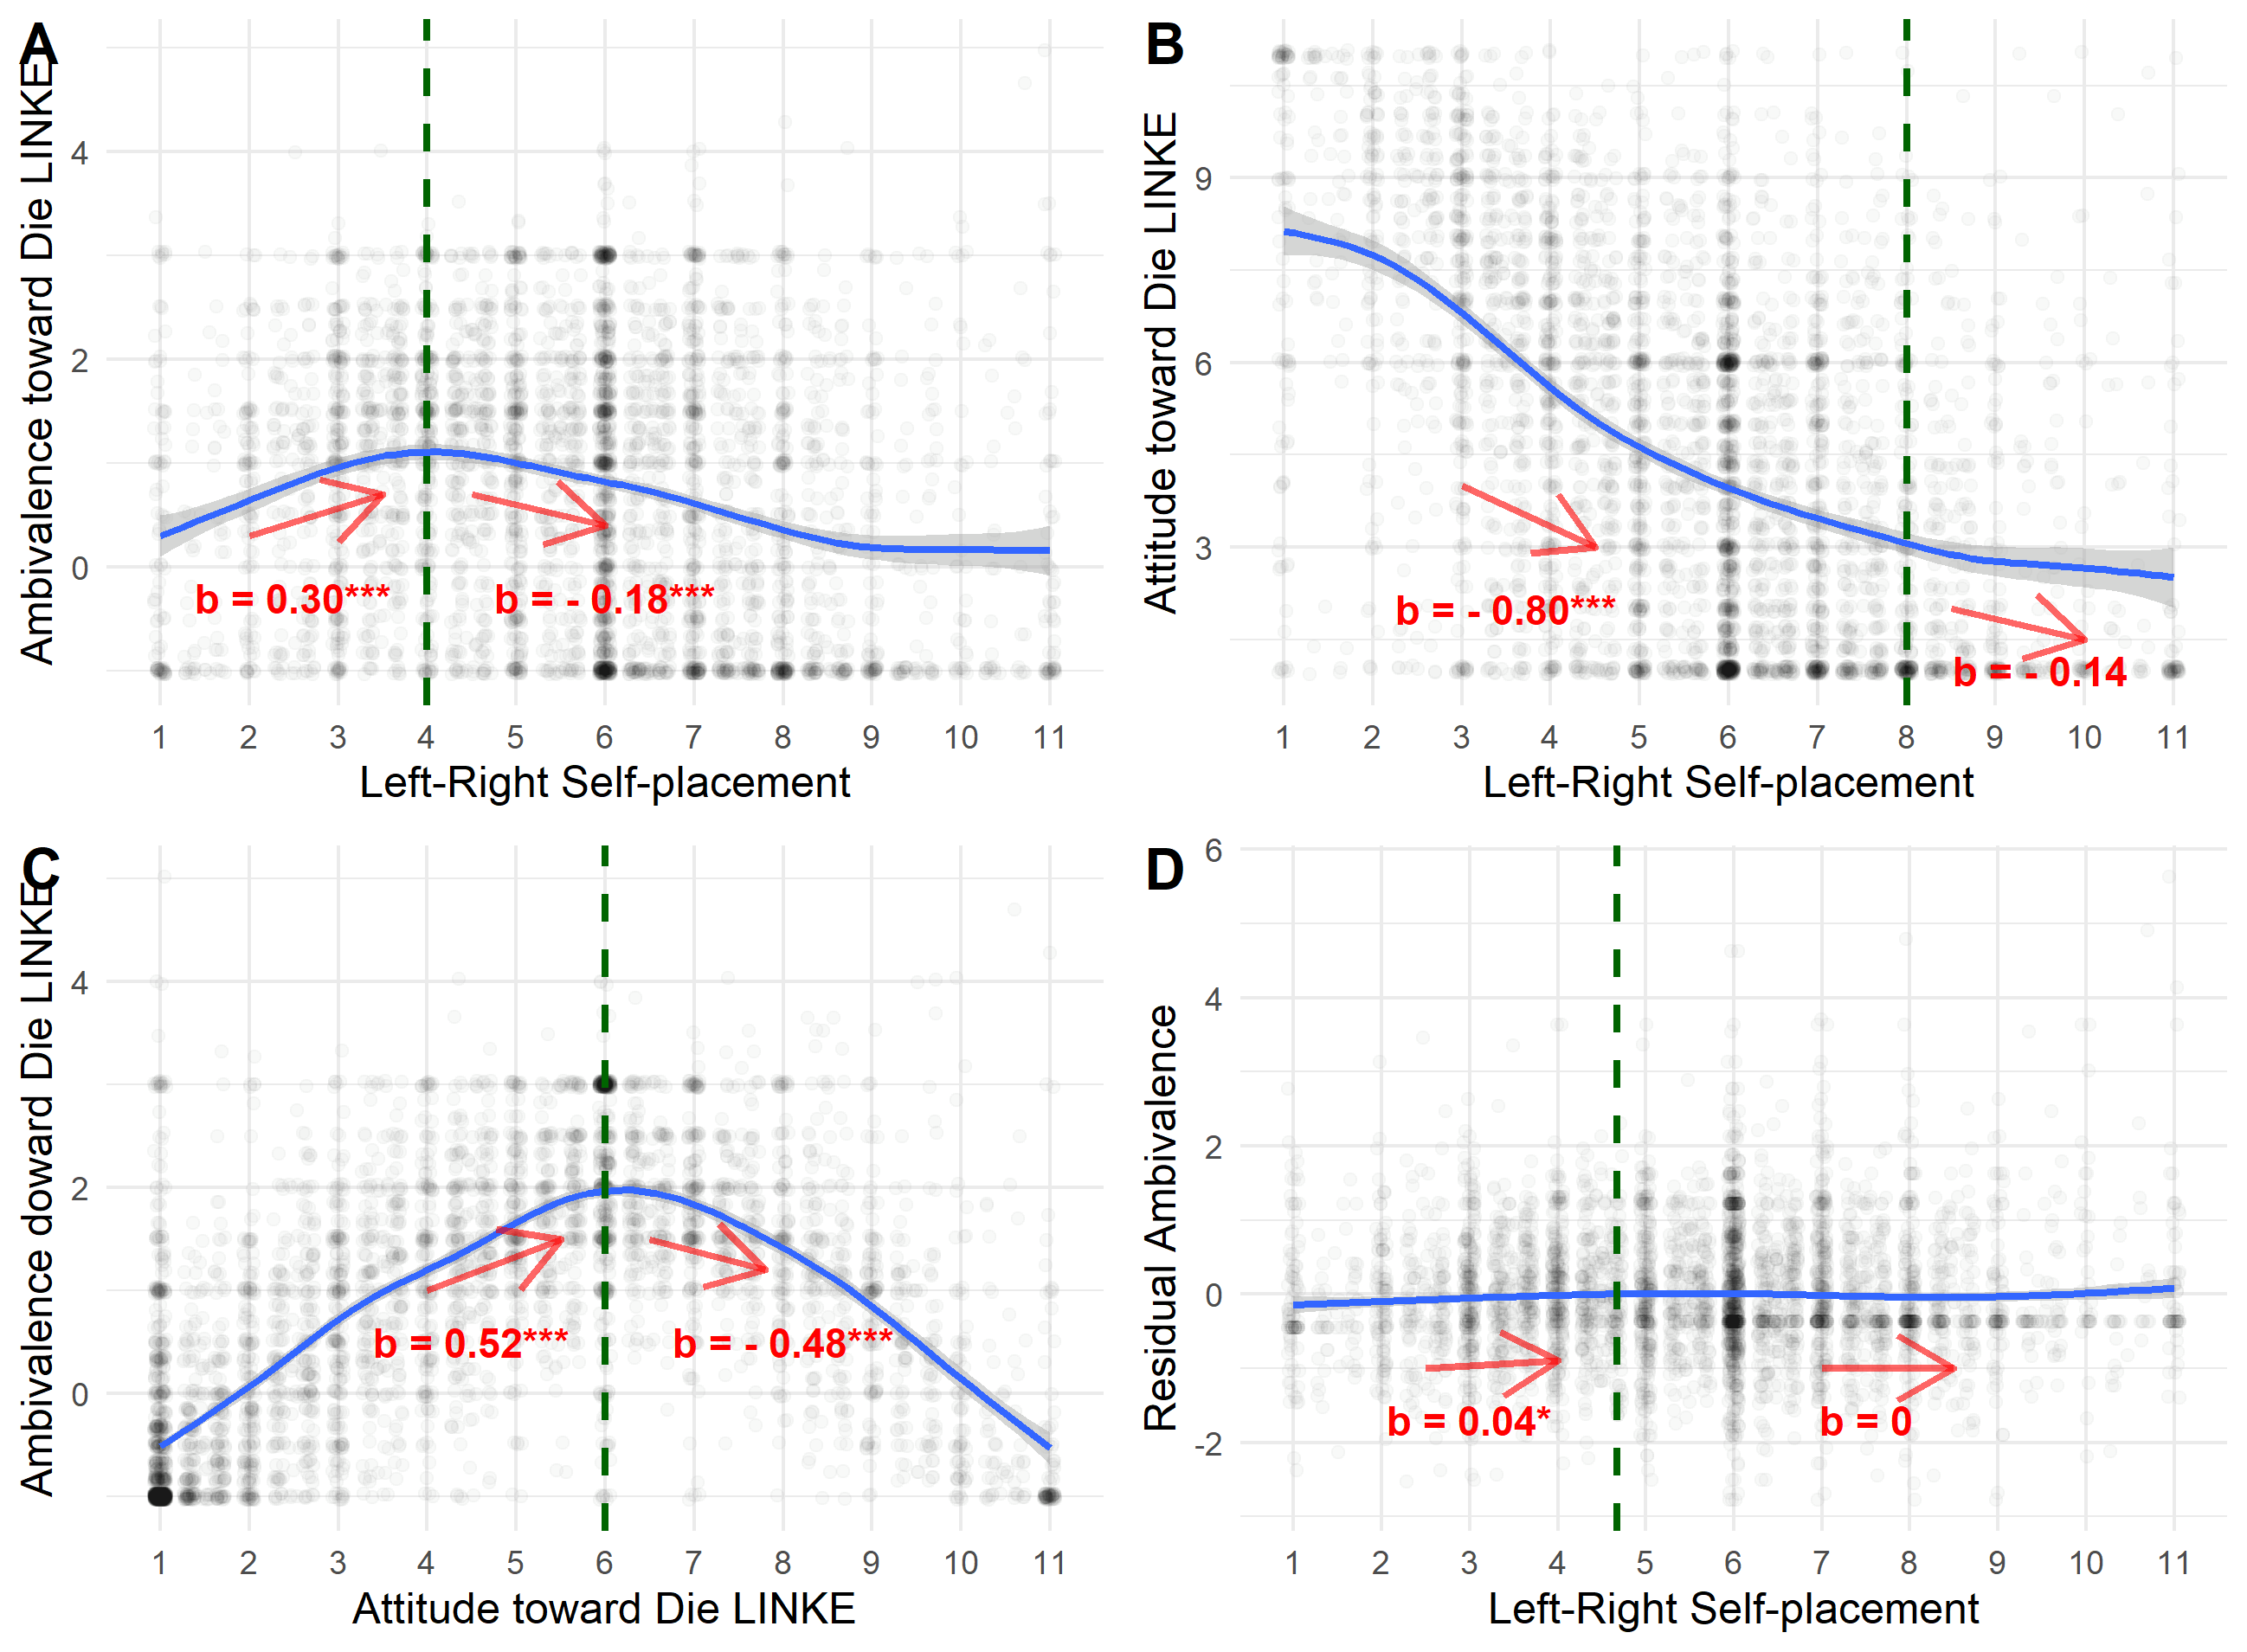 A
Ambivalence toward Die LINKE
4
2
0
b = 0.30***
b = - 0.18***
1 2 3 4 5 6 7 8 9 10 11
Left-Right Self-placement
B
Attitude toward Die LINKE
9
6
3
b = - 0.80***
b = - 0.14
1 2 3 4 5 6 7 8 9 10 11
Left-Right Self-placement
C
Ambivalence doward Die LINKE
4
2
0
b = 0.52***
b = - 0.48***
1 2 3 4 5 6 7 8 9 10 11
Attitude toward Die LINKE
D
Residual Ambivalence
6
4
2
0
-2
b = 0.04*
b = 0
1 2 3 4 5 6 7 8 9 10 11
Left-Right Self-placement